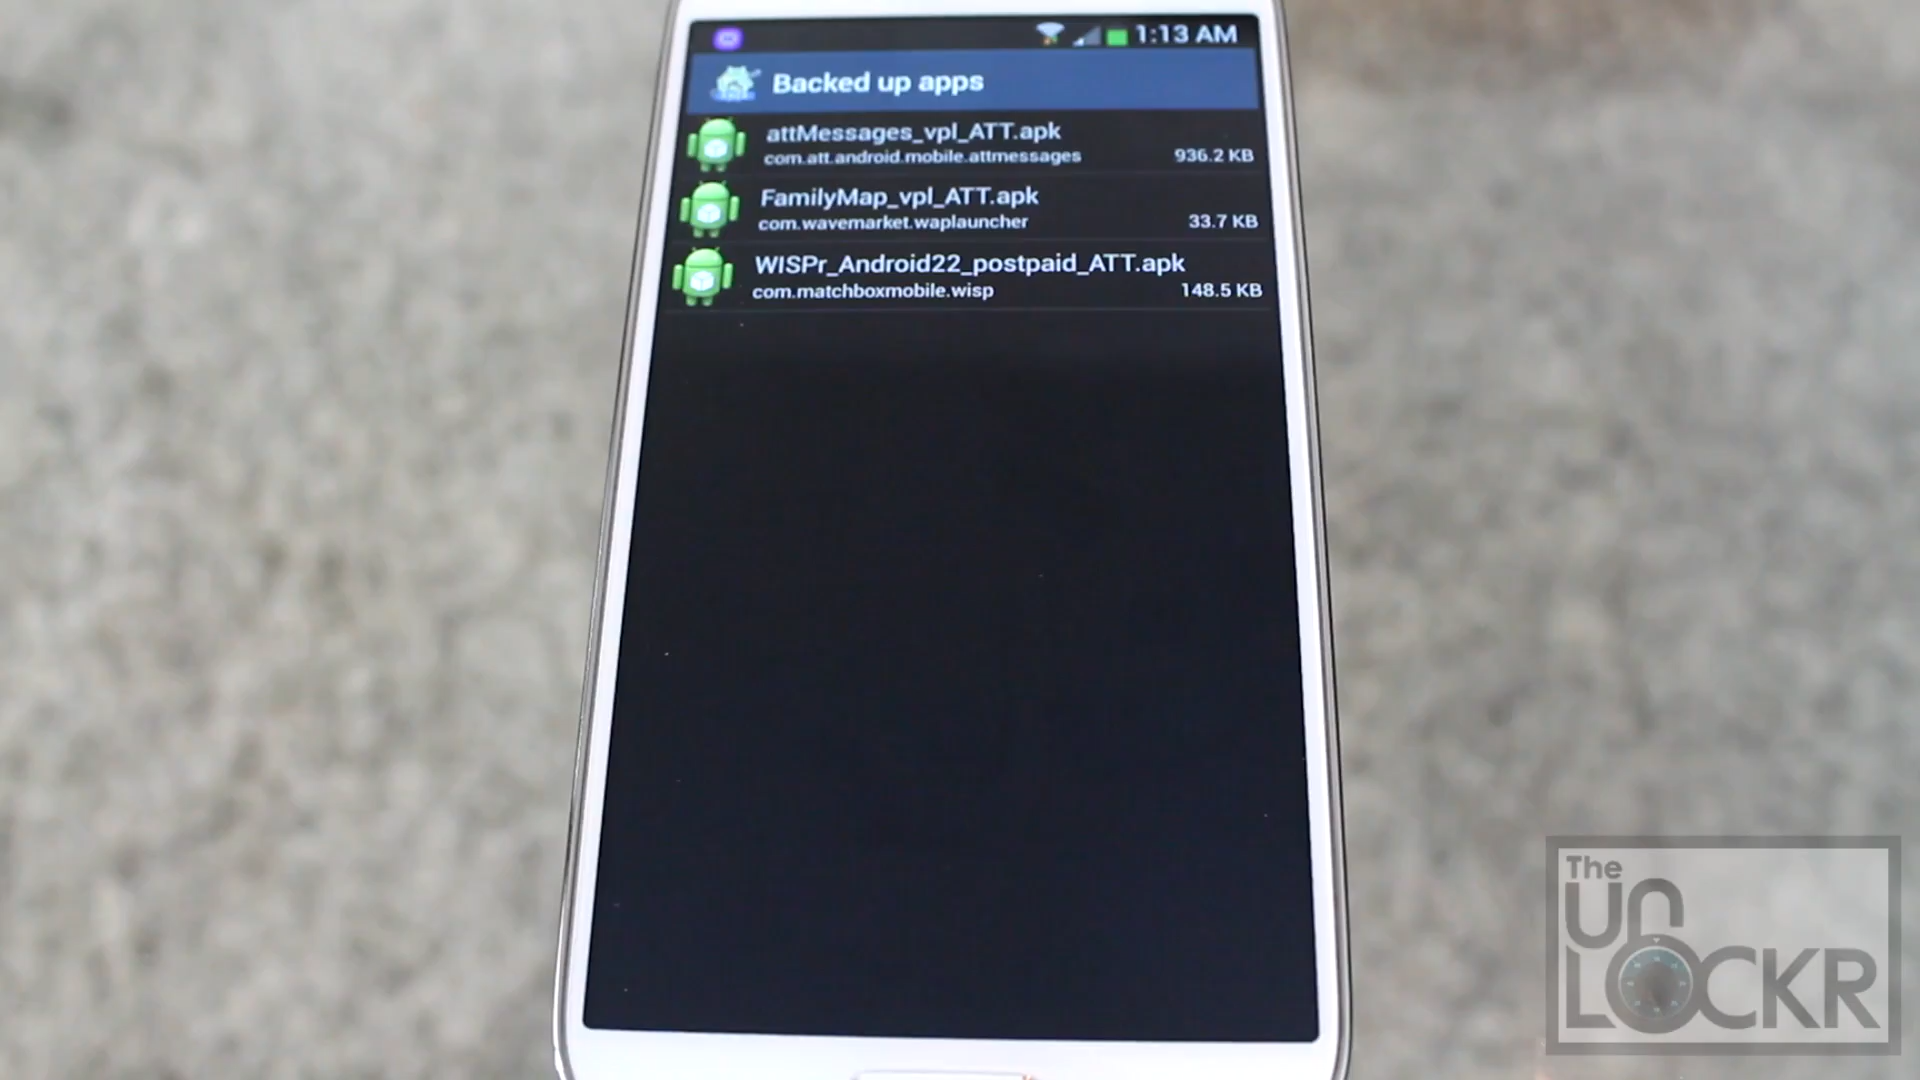 1:13 AM
Backed up apps
attMessages_vpl_ATT.apk
com.att.android.mobile.attmessages 936.2 KB
FamilyMap_vpl_ATT.apk
com.wavemarket.waplauncher 33.7 KB
WISPr_Android22_postpaid_ATT.apk
com.matchboxmobile.wisp 148.5 KB
The
Un
LOCKR